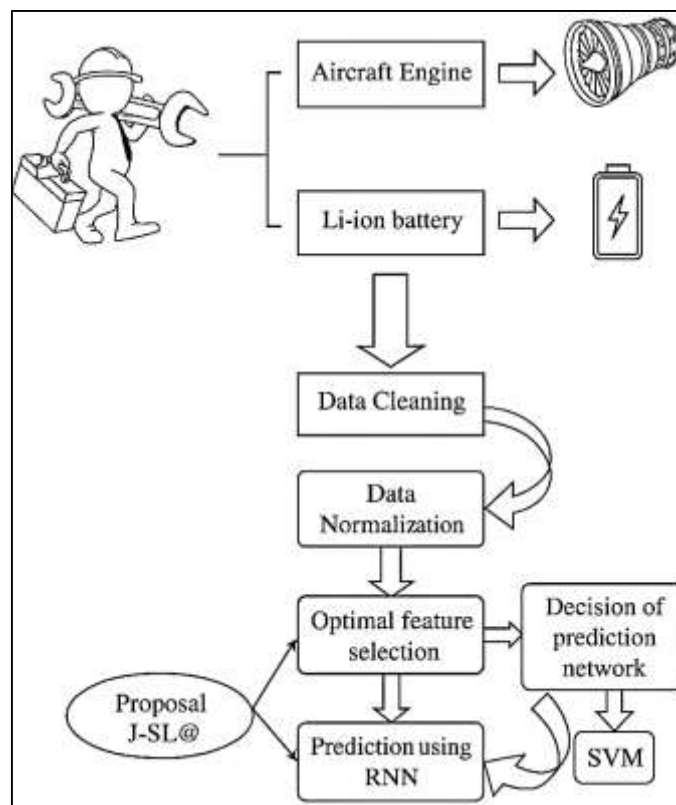 Aircraft Engine
Li-ion battery
Data Cleaning
Data
Normalization
Optimal feature
selection
Decision of
prediction
network
Proposal
J-SL@
Prediction using
RNN
SVM